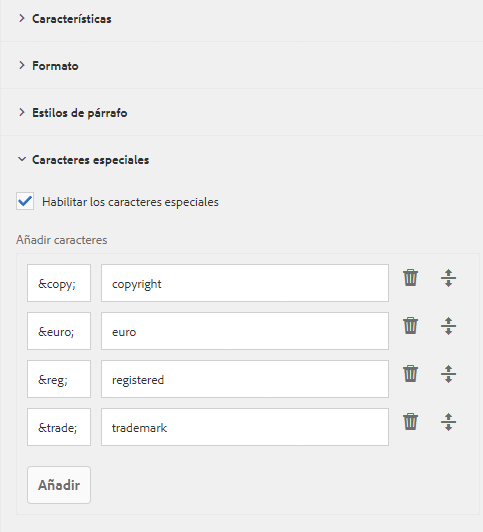 Características
Formato
Estilos de párrafo
Caracteres especiales
Habilitar los caracteres especiales
Añadir caracteres
&copy; copyright
&euro; euro
&reg; registered
&trade; trademark
Añadir